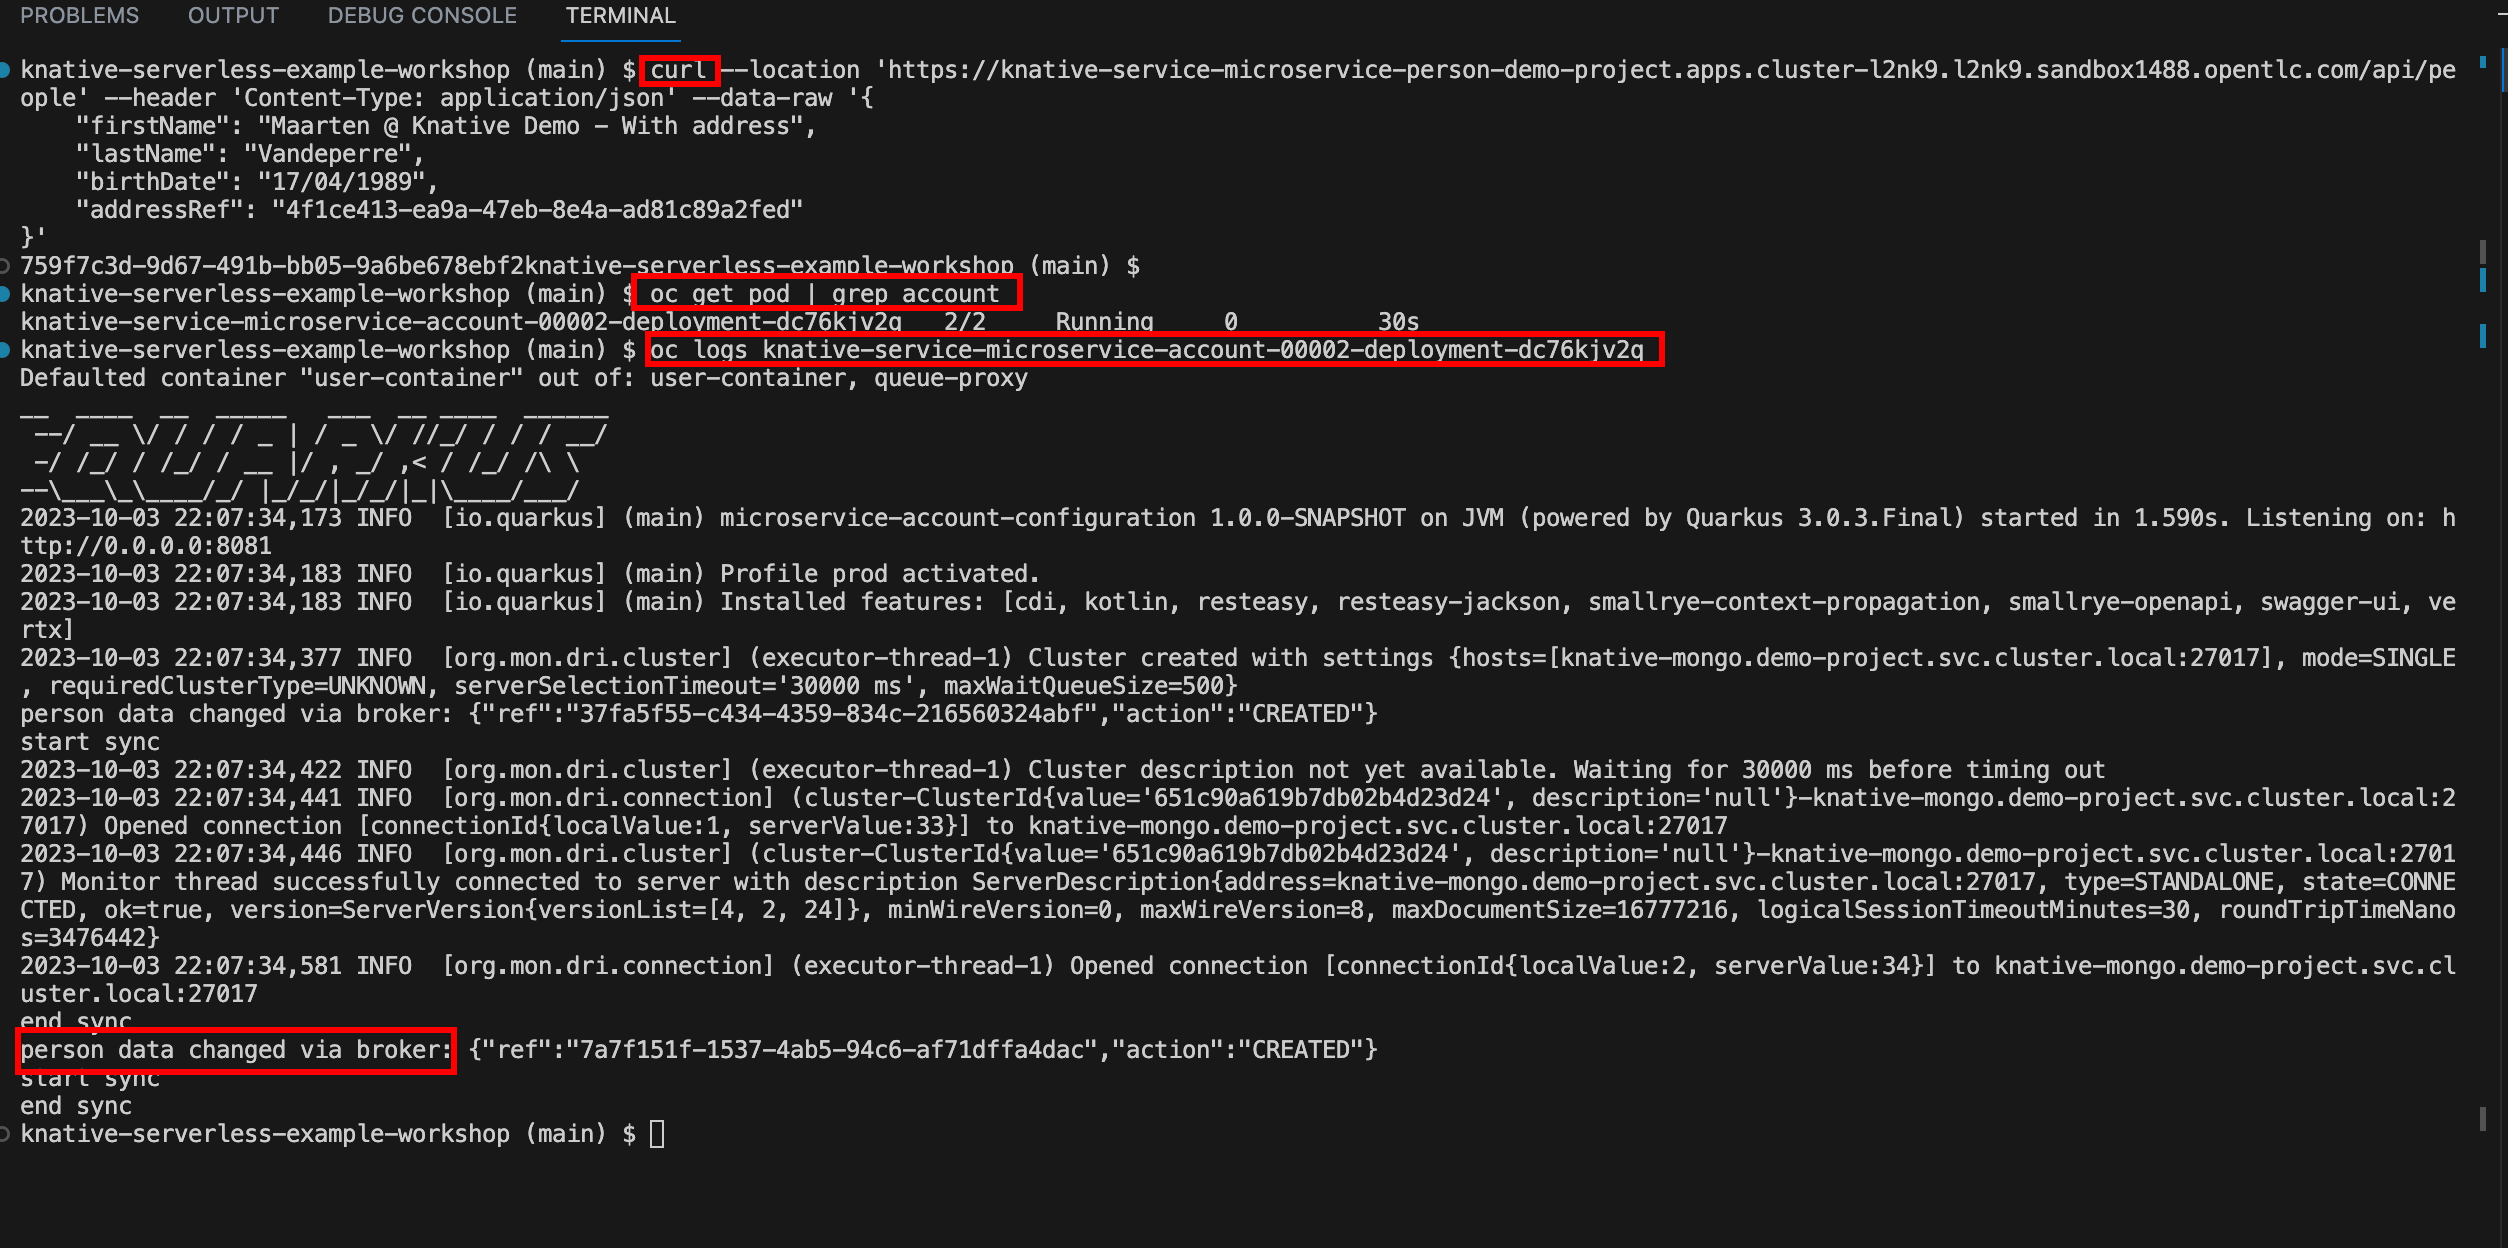 PROBLEMS OUTPUT DEBUG CONSOLE TERMINAL
knative-serverless-example-workshop (main) $ curl --location 'https://knative-service-microservice-person-demo-project.apps.cluster-l2nk9.l2nk9.sandbox1488.opentlc.com/api/pe
ople' --header 'Content-Type: application/json' --data-raw '{
    "firstName": "Maarten @ Knative Demo - With address",
    "lastName": "Vandeperre",
    "birthDate": "17/04/1989",
    "addressRef": "4f1ce413-ea9a-47eb-8e4a-ad81c89a2fed"
}'
759f7c3d-9d67-491b-bb05-9a6be678ebf2knative-serverless-example-workshop (main) $
knative-serverless-example-workshop (main) $ oc get pod | grep account
knative-service-microservice-account-00002-deployment-dc76kjv2q   2/2     Running     0          30s
knative-serverless-example-workshop (main) $ oc logs knative-service-microservice-account-00002-deployment-dc76kjv2q
Defaulted container "user-container" out of: user-container, queue-proxy
__  ____  __  _____   ___  __ ____  ______
 --/ __ \/ / / / _ | / _ \/ //_/ / / / __/
 -/ /_/ / /_/ / __ |/ , _/ ,< / /_/ /\ \
--\___\_\____/_/ |_/_/|_/_/|_|\____/___/
2023-10-03 22:07:34,173 INFO  [io.quarkus] (main) microservice-account-configuration 1.0.0-SNAPSHOT on JVM (powered by Quarkus 3.0.3.Final) started in 1.590s. Listening on: h
ttp://0.0.0.0:8081
2023-10-03 22:07:34,183 INFO  [io.quarkus] (main) Profile prod activated.
2023-10-03 22:07:34,183 INFO  [io.quarkus] (main) Installed features: [cdi, kotlin, resteasy, resteasy-jackson, smallrye-context-propagation, smallrye-openapi, swagger-ui, ve
rtx]
2023-10-03 22:07:34,377 INFO  [org.mon.dri.cluster] (executor-thread-1) Cluster created with settings {hosts=[knative-mongo.demo-project.svc.cluster.local:27017], mode=SINGLE
, requiredClusterType=UNKNOWN, serverSelectionTimeout='30000 ms', maxWaitQueueSize=500}
person data changed via broker: {"ref":"37fa5f55-c434-4359-834c-216560324abf","action":"CREATED"}
start sync
2023-10-03 22:07:34,422 INFO  [org.mon.dri.cluster] (executor-thread-1) Cluster description not yet available. Waiting for 30000 ms before timing out
2023-10-03 22:07:34,441 INFO  [org.mon.dri.connection] (cluster-ClusterId{value='651c90a619b7db02b4d23d24', description='null'}-knative-mongo.demo-project.svc.cluster.local:2
7017) Opened connection [connectionId{localValue:1, serverValue:33}] to knative-mongo.demo-project.svc.cluster.local:27017
2023-10-03 22:07:34,446 INFO  [org.mon.dri.cluster] (cluster-ClusterId{value='651c90a619b7db02b4d23d24', description='null'}-knative-mongo.demo-project.svc.cluster.local:2701
7) Monitor thread successfully connected to server with description ServerDescription{address=knative-mongo.demo-project.svc.cluster.local:27017, type=STANDALONE, state=CONNE
CTED, ok=true, version=ServerVersion{versionList=[4, 2, 24]}, minWireVersion=0, maxWireVersion=8, maxDocumentSize=16777216, logicalSessionTimeoutMinutes=30, roundTripTimeNano
s=3476442}
2023-10-03 22:07:34,581 INFO  [org.mon.dri.connection] (executor-thread-1) Opened connection [connectionId{localValue:2, serverValue:34}] to knative-mongo.demo-project.svc.cl
uster.local:27017
end sync
person data changed via broker: {"ref":"7a7f151f-1537-4ab5-94c6-af71dffa4dac","action":"CREATED"}
start sync
end sync
knative-serverless-example-workshop (main) $